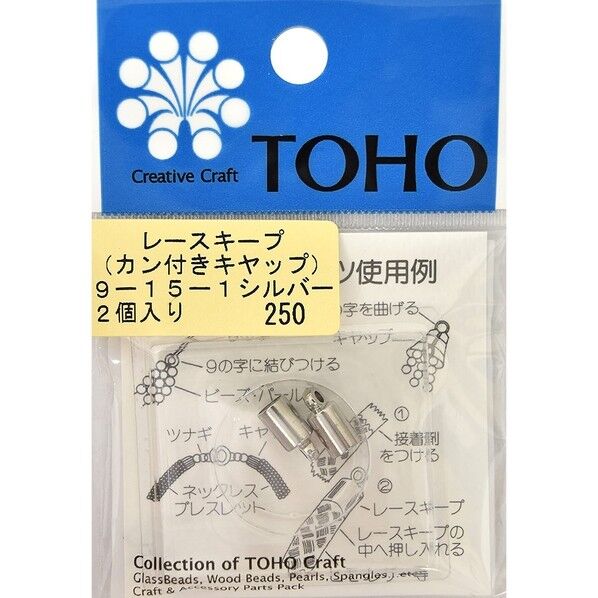 Creative Craft
TOHO
レースキープ
(カン付きキャップ)
9-15-1シルバー
2個入り 250
ツ使用例
の字を曲げる
キャップ
9の字に結びつける
ビーズ・パール
①
ツナギ キャ
接着剤
をつける
②
ネックレス
ブレスレット
レースキープ
レースキープの
中へ押し入れる
Collection of TOHO Craft
GlassBeads, Wood Beads, Pearls, Spangles, etc等
Craft & Accessory Parts Pack